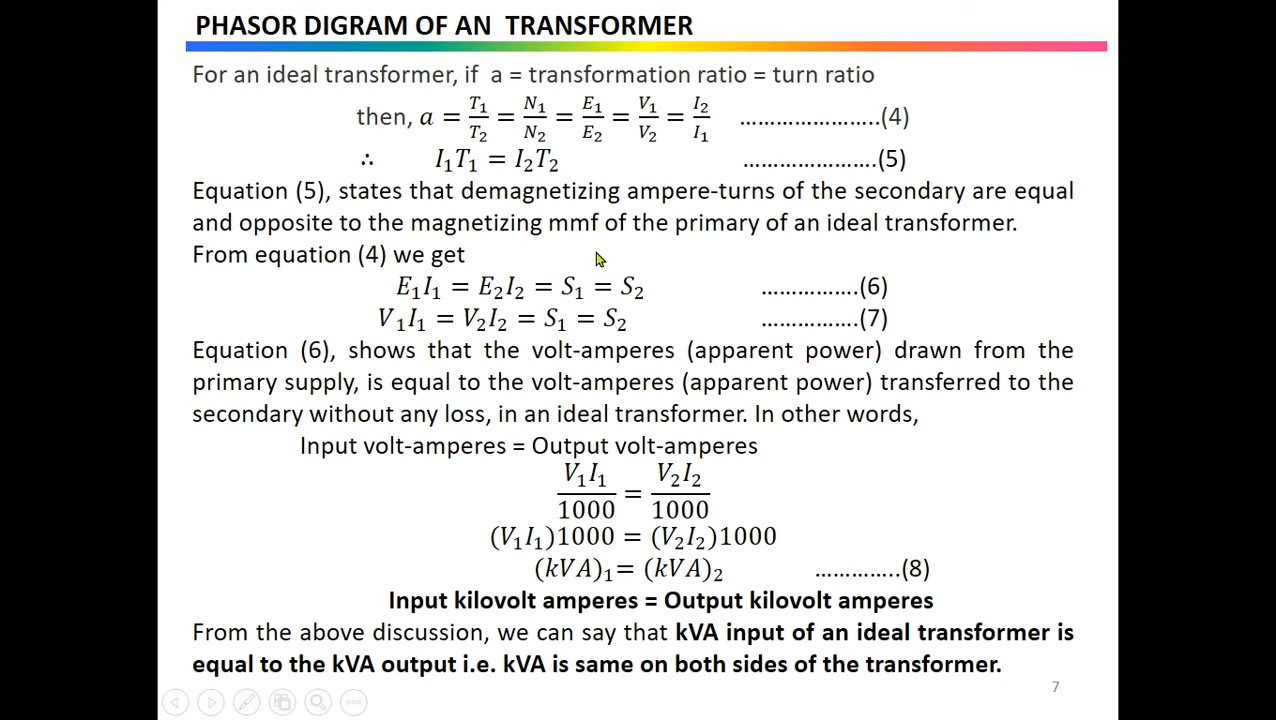 PHASOR DIGRAM OF AN TRANSFORMER
For an ideal transformer, if a = transformation ratio = turn ratio
then, a = T₁/T₂ = N₁/N₂ = E₁/E₂ = V₁/V₂ = I₂/I₁ …………………..(4)
∴ I₁T₁ = I₂T₂ ………………….(5)
Equation (5), states that demagnetizing ampere-turns of the secondary are equal
and opposite to the magnetizing mmf of the primary of an ideal transformer.
From equation (4) we get
E₁I₁ = E₂I₂ = S₁ = S₂ …………….(6)
V₁I₁ = V₂I₂ = S₁ = S₂ …………….(7)
Equation (6), shows that the volt-amperes (apparent power) drawn from the
primary supply, is equal to the volt-amperes (apparent power) transferred to the
secondary without any loss, in an ideal transformer. In other words,
Input volt-amperes = Output volt-amperes
V₁I₁/1000 = V₂I₂/1000
(V₁I₁)1000 = (V₂I₂)1000
(kVA)₁= (kVA)₂ …………..(8)
Input kilovolt amperes = Output kilovolt amperes
From the above discussion, we can say that kVA input of an ideal transformer is
equal to the kVA output i.e. kVA is same on both sides of the transformer.
7